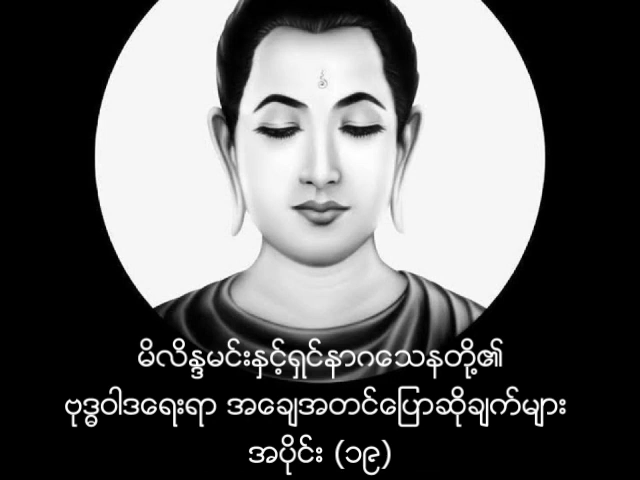 မိလိန္ဒမင်းနှင့်ရှင်နာဂသေနတို့၏
ဗုဒ္ဓဝါဒရေးရာ အချေအတင်ပြောဆိုချက်များ
အပိုင်း (၁၉)